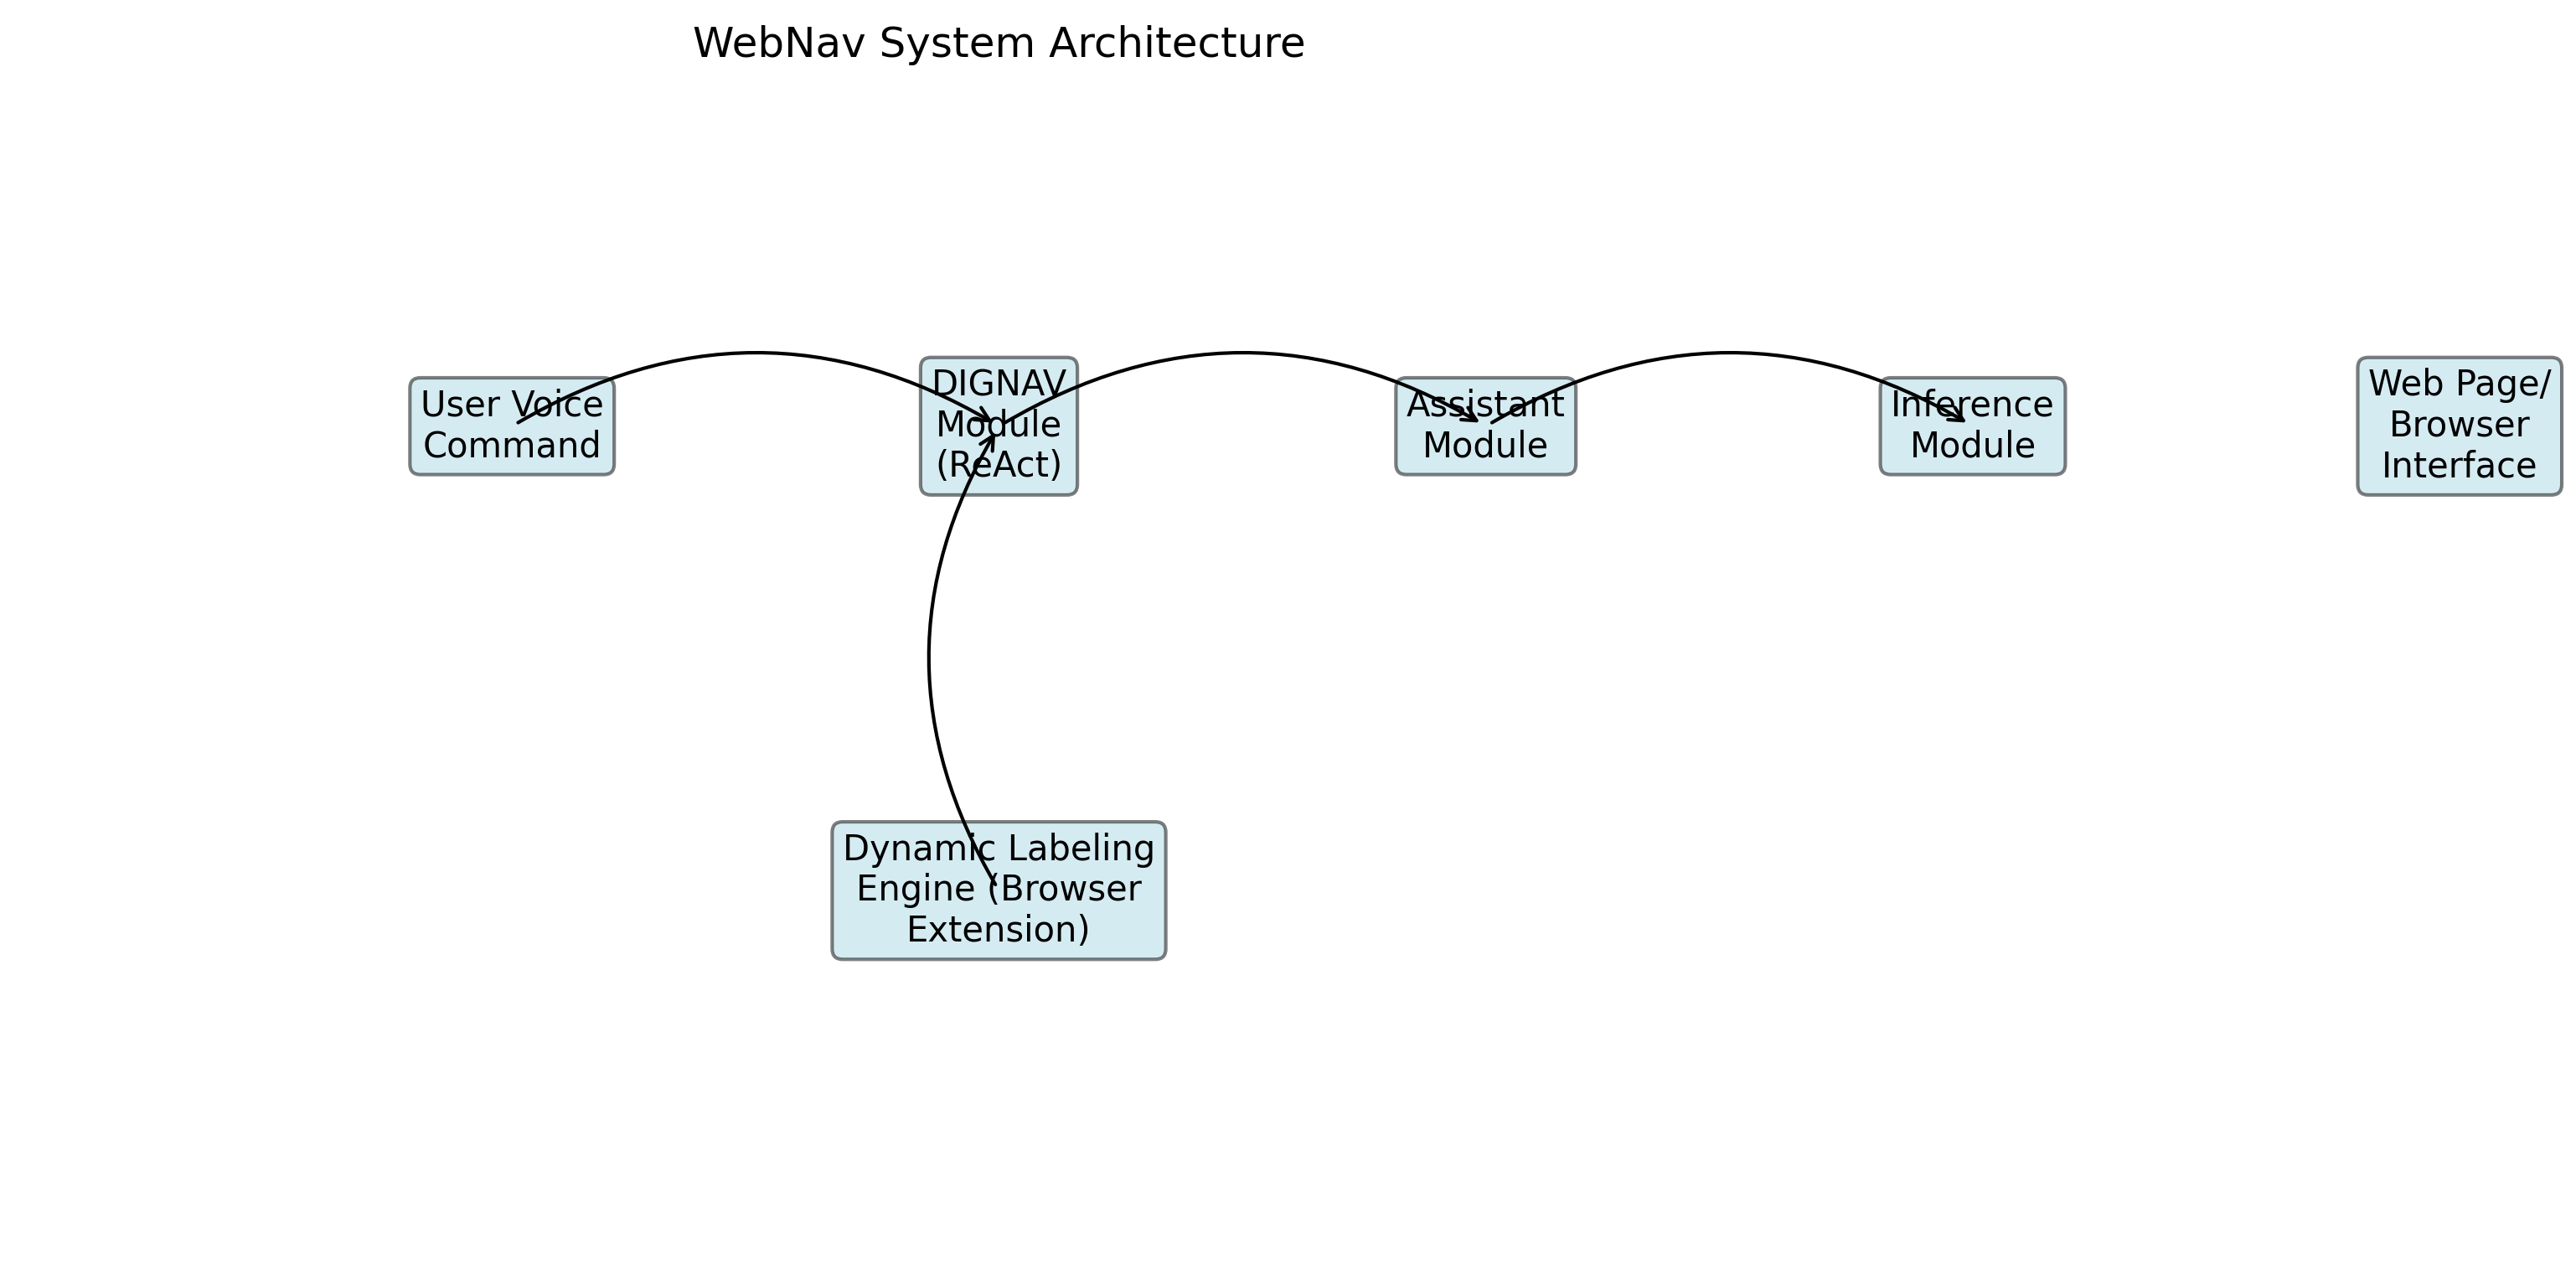 WebNav System Architecture
User Voice
Command
DIGNAV
Module
(ReAct)
Assistant
Module
Inference
Module
Web Page/
Browser
Interface
Dynamic Labeling
Engine (Browser
Extension)